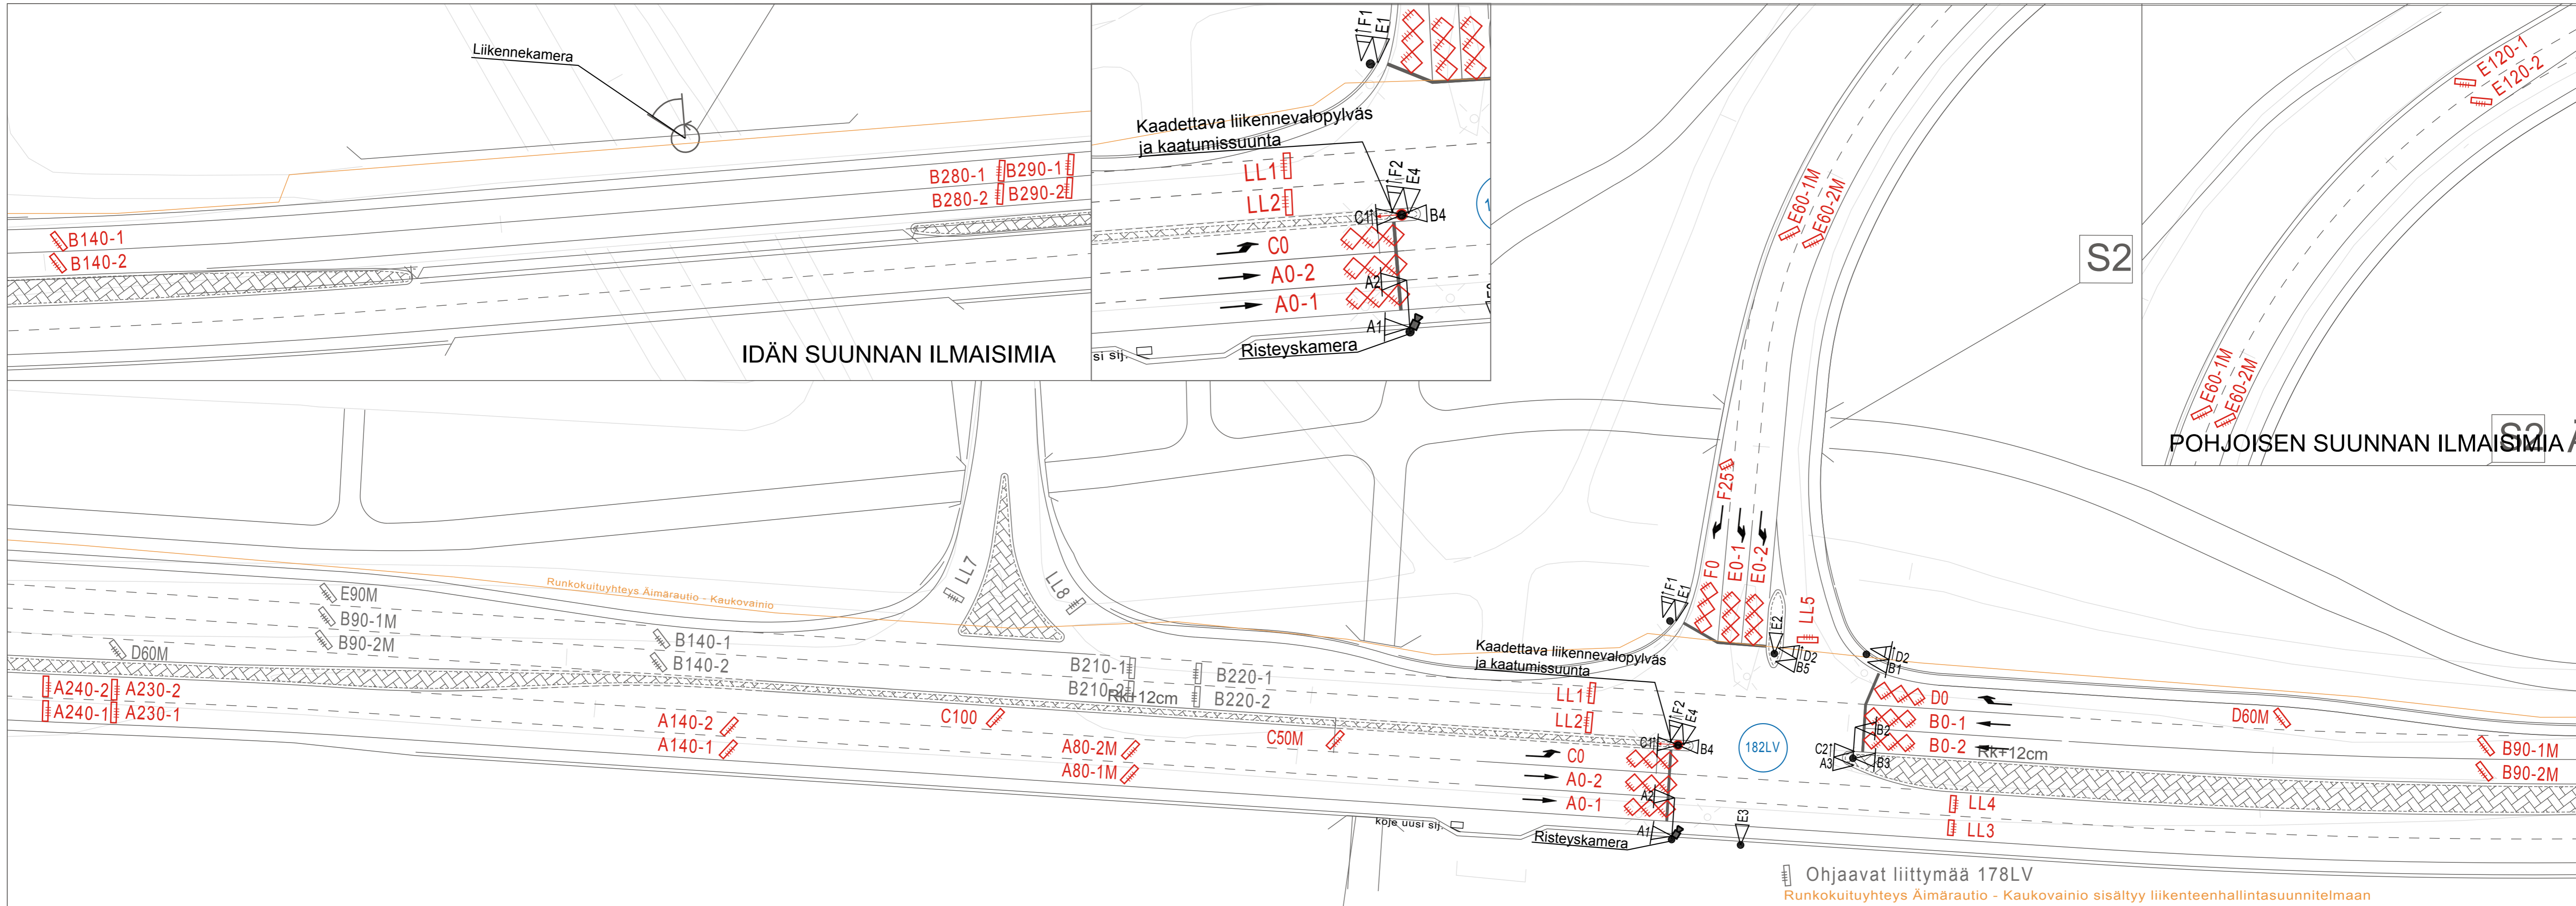 Liikennekamera
B280-1
B290-1
B280-2
B290-2
B140-1
B140-2
IDÄN SUUNNAN ILMAISIMIA
F1
E1
Kaadettava liikennevalopylväs
ja kaatumissuunta
LL1
LL2
F2
E4
C1
B4
C0
A0-2
A2
A0-1
A1
si sij.
Risteyskamera
E60-1M
E60-2M
S2
E120-1
E120-2
E60-1M
E60-2M
S2
POHJOISEN SUUNNAN ILMAISIMIA
F25
F0
E0-1
E0-2
F1
E1
E2
LL5
D2
B5
D2
B1
LL7
LL8
Runkokuituyhteys Äimärautio - Kaukovainio
E90M
B90-1M
B90-2M
D60M
B140-1
B140-2
B210-1
B210-2
Rk+12cm
B220-1
B220-2
A240-2
A230-2
A240-1
A230-1
A140-2
A140-1
C100
A80-2M
A80-1M
C50M
Kaadettava liikennevalopylväs
ja kaatumissuunta
LL1
LL2
F2
E4
C1
B4
C0
A0-2
A2
A0-1
A1
koje uusi sij.
Risteyskamera
E3
182LV
D0
B0-1
B2
B0-2
Rk+12cm
C2
A3
B3
D60M
B90-1M
B90-2M
LL4
LL3
Ohjaavat liittymää 178LV
Runkokuituyhteys Äimärautio - Kaukovainio sisältyy liikenteenhallintasuunnitelmaan